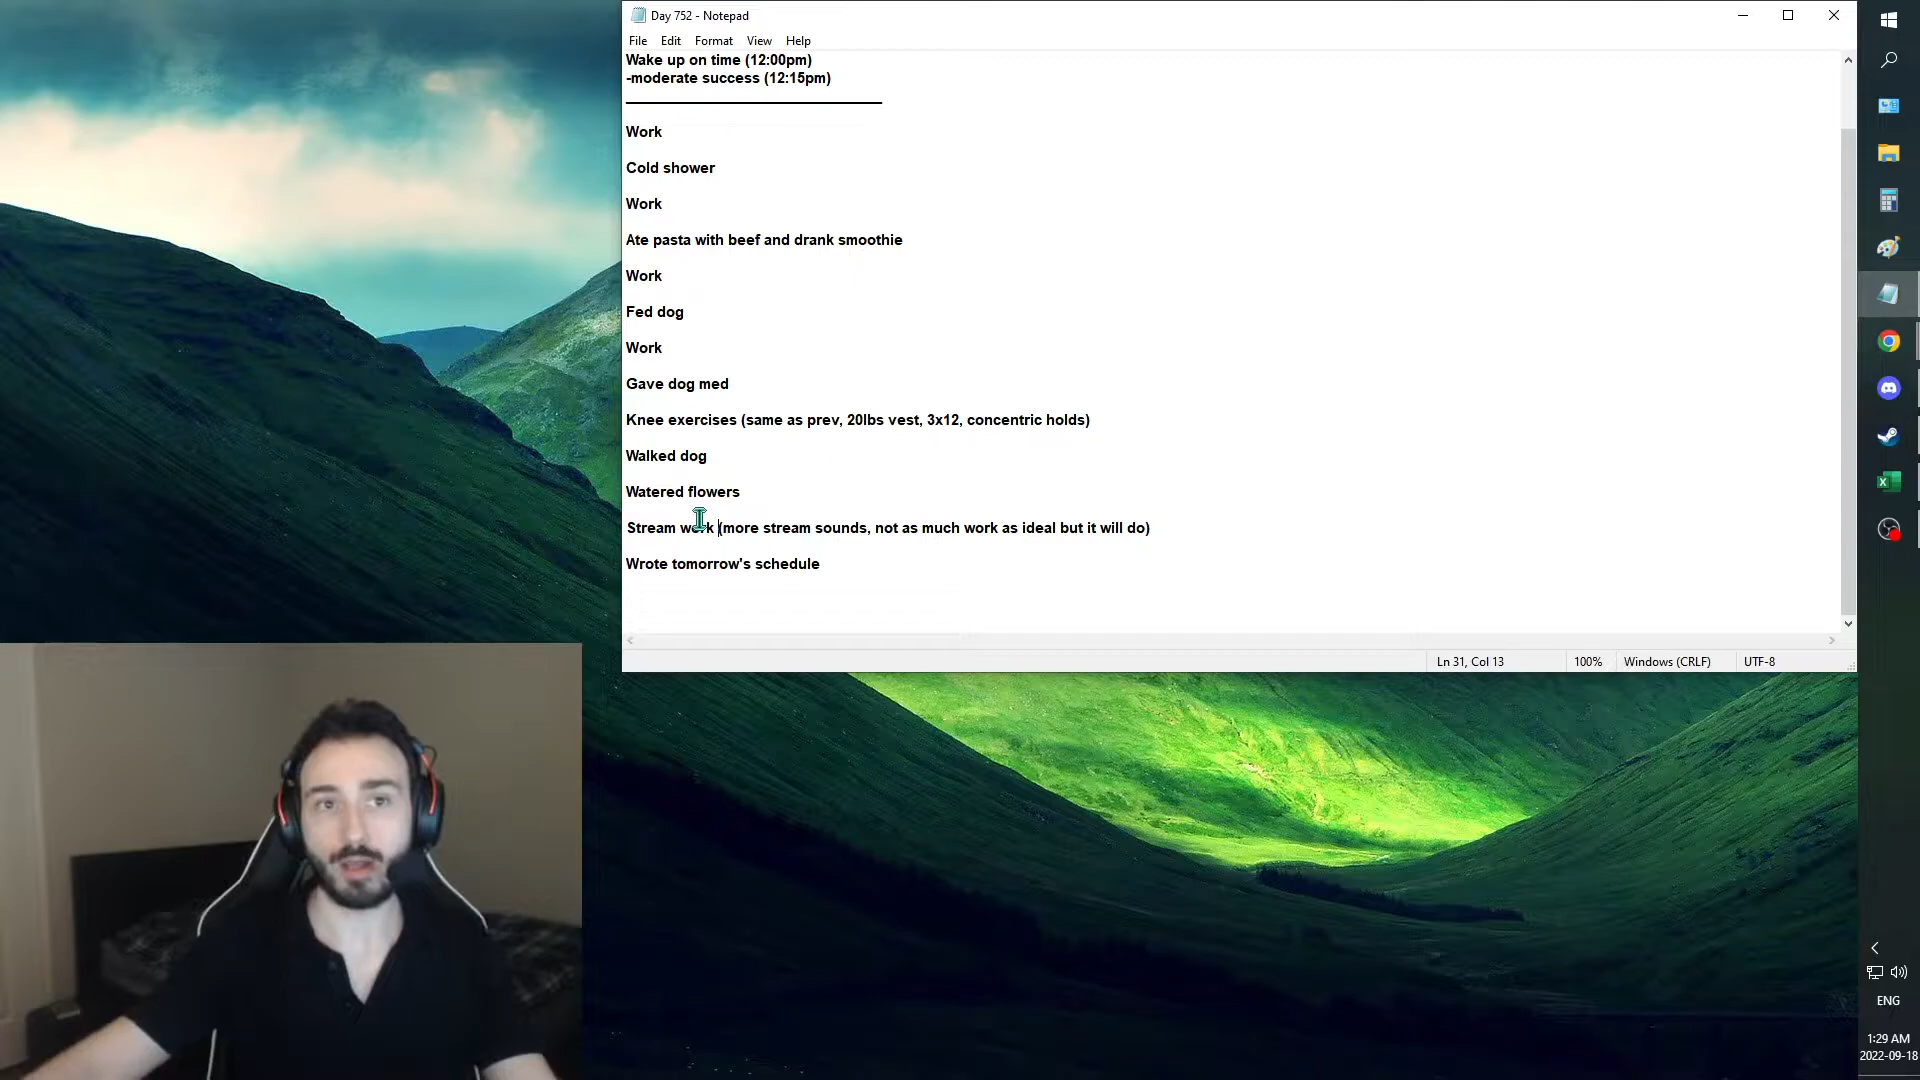 Day 752 - Notepad
File Edit Format View Help
Wake up on time (12:00pm)
-moderate success (12:15pm)
Work
Cold shower
Work
Ate pasta with beef and drank smoothie
Work
Fed dog
Work
Gave dog med
Knee exercises (same as prev, 20lbs vest, 3x12, concentric holds)
Walked dog
Watered flowers
Stream work (more stream sounds, not as much work as ideal but it will do)
Wrote tomorrow's schedule
Ln 31, Col 13 100% Windows (CRLF) UTF-8
ENG
1:29 AM
2022-09-18